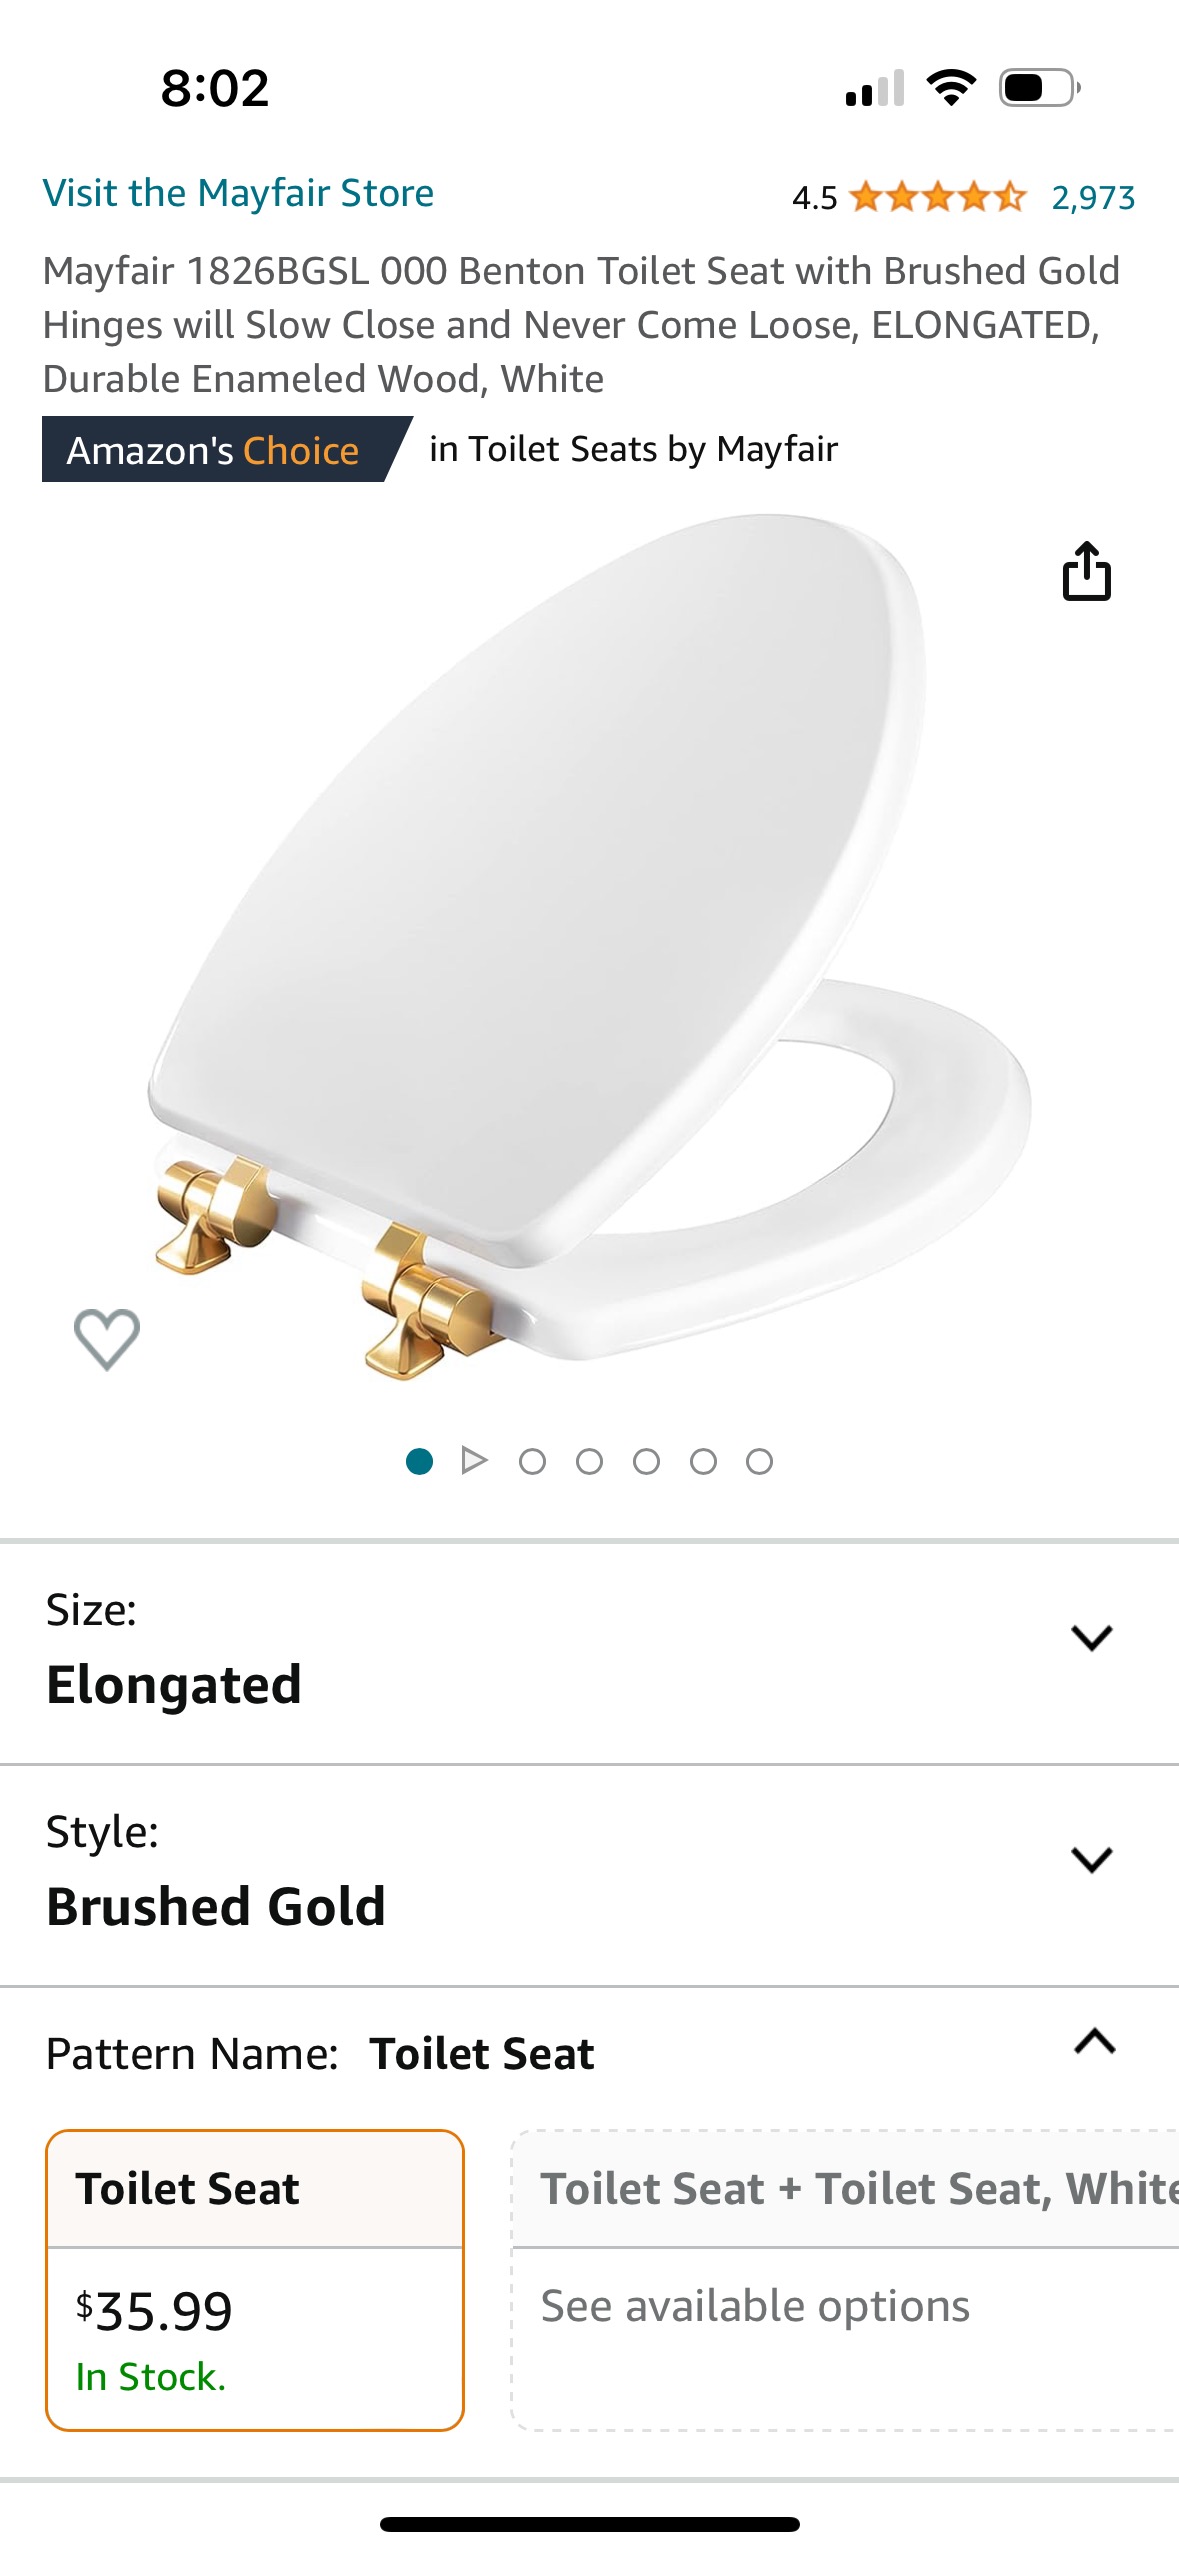 8:02
Visit the Mayfair Store
4.5 2,973
Mayfair 1826BGSL 000 Benton Toilet Seat with Brushed Gold
Hinges will Slow Close and Never Come Loose, ELONGATED,
Durable Enameled Wood, White
Amazon's Choice in Toilet Seats by Mayfair
Size:
Elongated
Style:
Brushed Gold
Pattern Name: Toilet Seat
Toilet Seat
$35.99
In Stock.
Toilet Seat + Toilet Seat, White
See available options